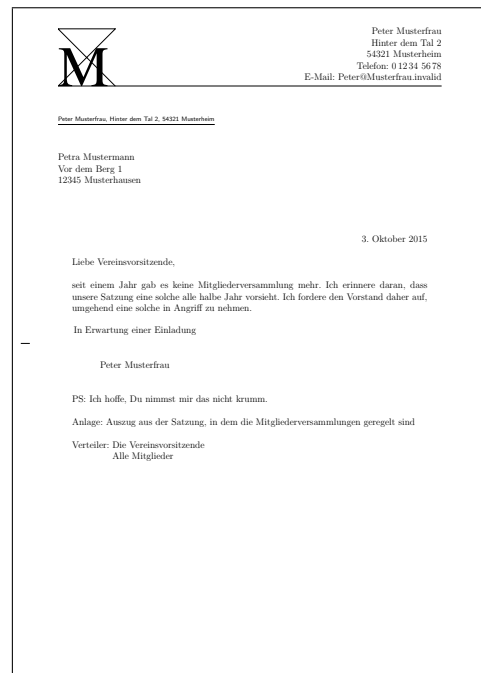 M
Peter Musterfrau
Hinter dem Tal 2
54321 Musterheim
Telefon: 0 12 34 56 78
E-Mail: Peter@Musterfrau.invalid
Peter Musterfrau, Hinter dem Tal 2, 54321 Musterheim
Petra Mustermann
Vor dem Berg 1
12345 Musterhausen
3. Oktober 2015
Liebe Vereinsvorsitzende,
seit einem Jahr gab es keine Mitgliederversammlung mehr. Ich erinnere daran, dass
unsere Satzung eine solche alle halbe Jahr vorsieht. Ich fordere den Vorstand daher auf,
umgehend eine solche in Angriff zu nehmen.
In Erwartung einer Einladung
Peter Musterfrau
PS: Ich hoffe, Du nimmst mir das nicht krumm.
Anlage: Auszug aus der Satzung, in dem die Mitgliederversammlungen geregelt sind
Verteiler: Die Vereinsvorsitzende
Alle Mitglieder